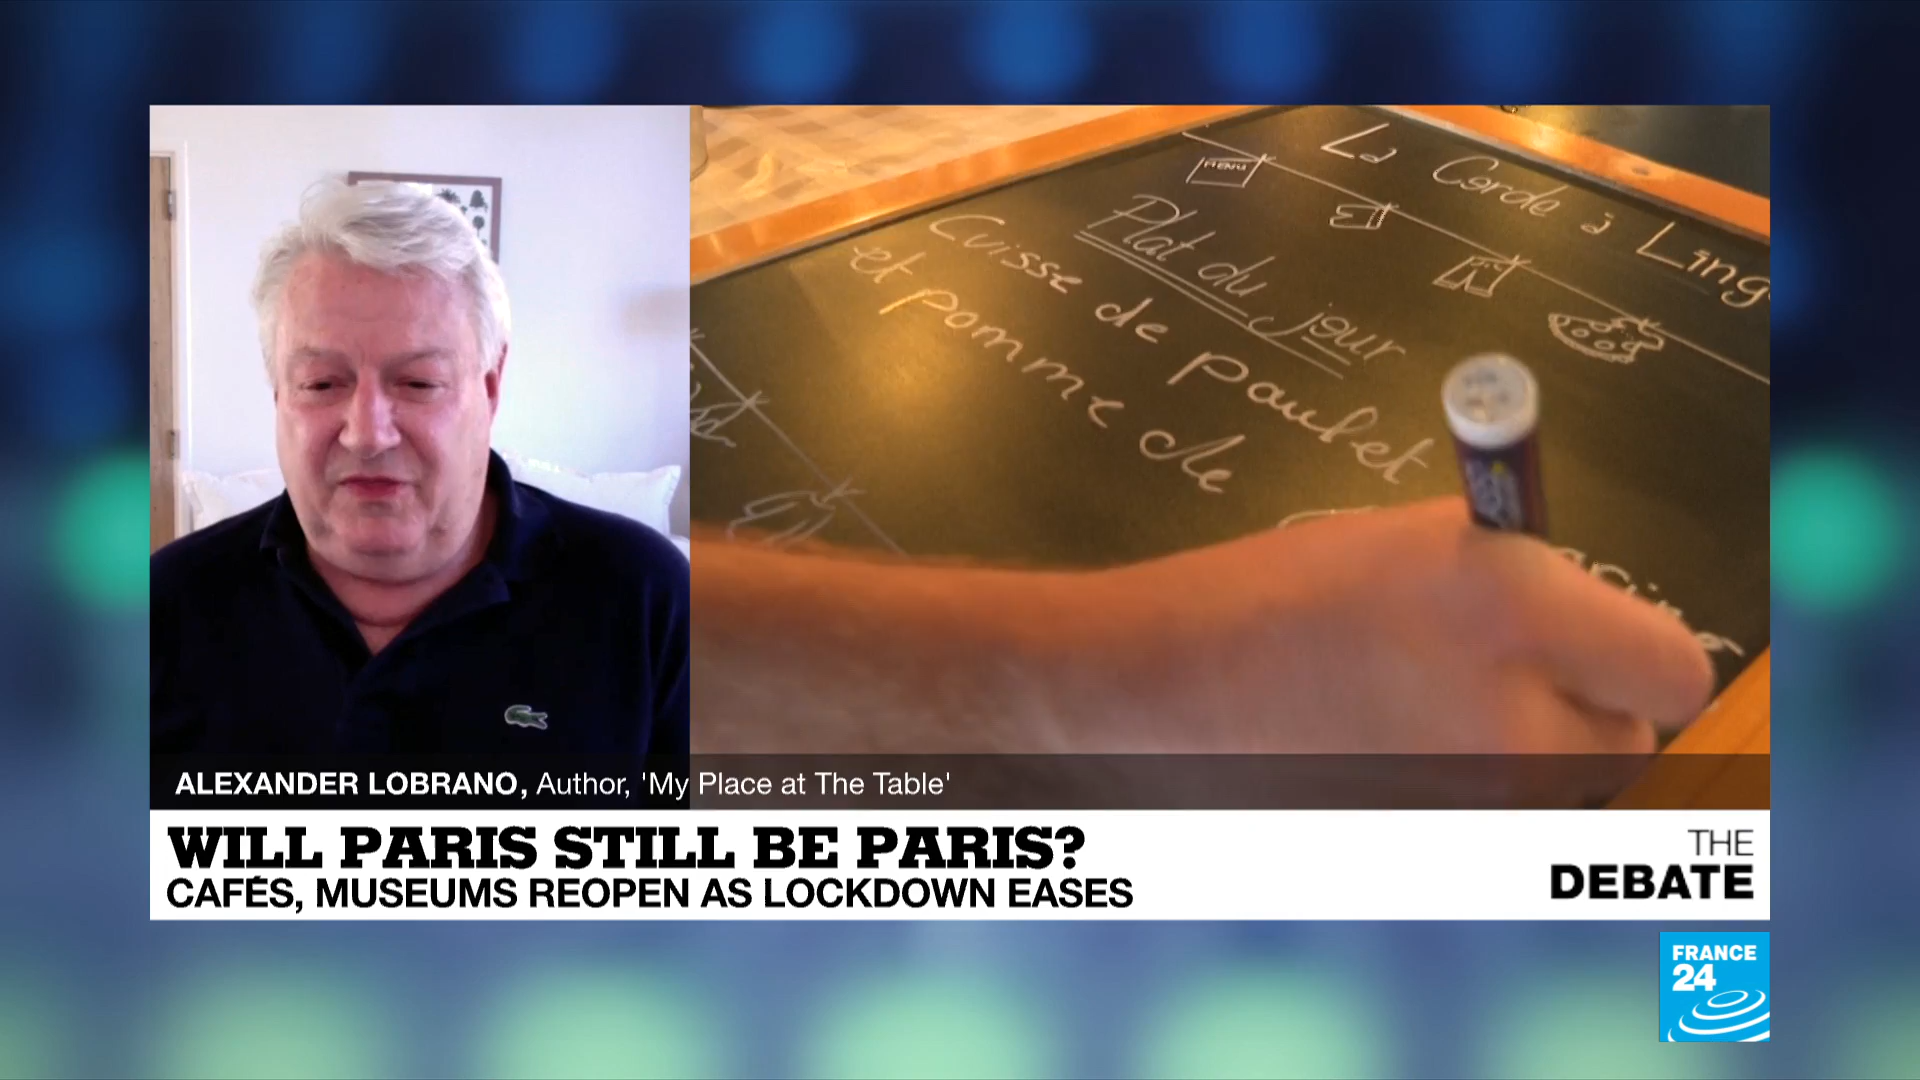 La Corde à Ling
MENU
Plat du jour
Cuisse de poulet
et pomme de
ALEXANDER LOBRANO, Author, 'My Place at The Table'
WILL PARIS STILL BE PARIS?
CAFÉS, MUSEUMS REOPEN AS LOCKDOWN EASES
THE
DEBATE
FRANCE
24